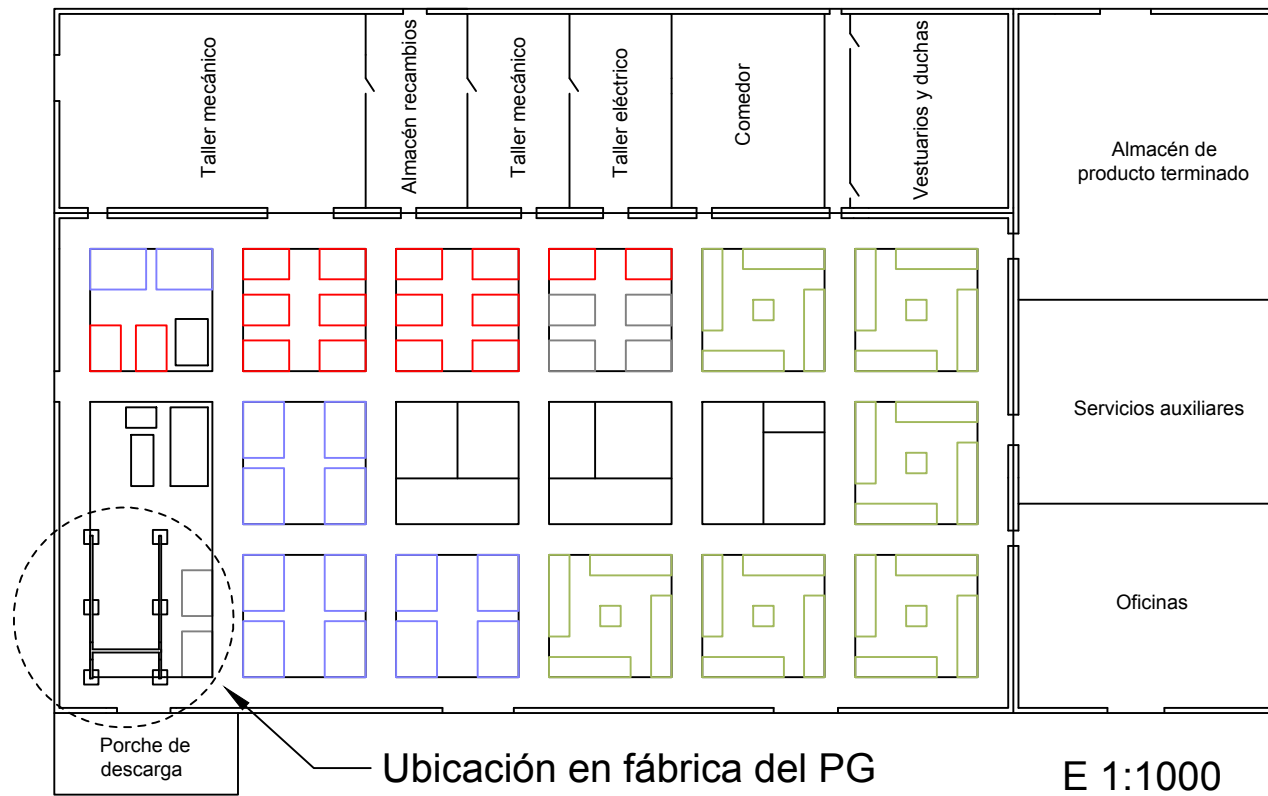 Taller mecánico
Almacén recambios
Taller mecánico
Taller eléctrico
Comedor
Vestuarios y duchas
Almacén de
producto terminado
Servicios auxiliares
Oficinas
Porche de
descarga
Ubicación en fábrica del PG
E 1:1000